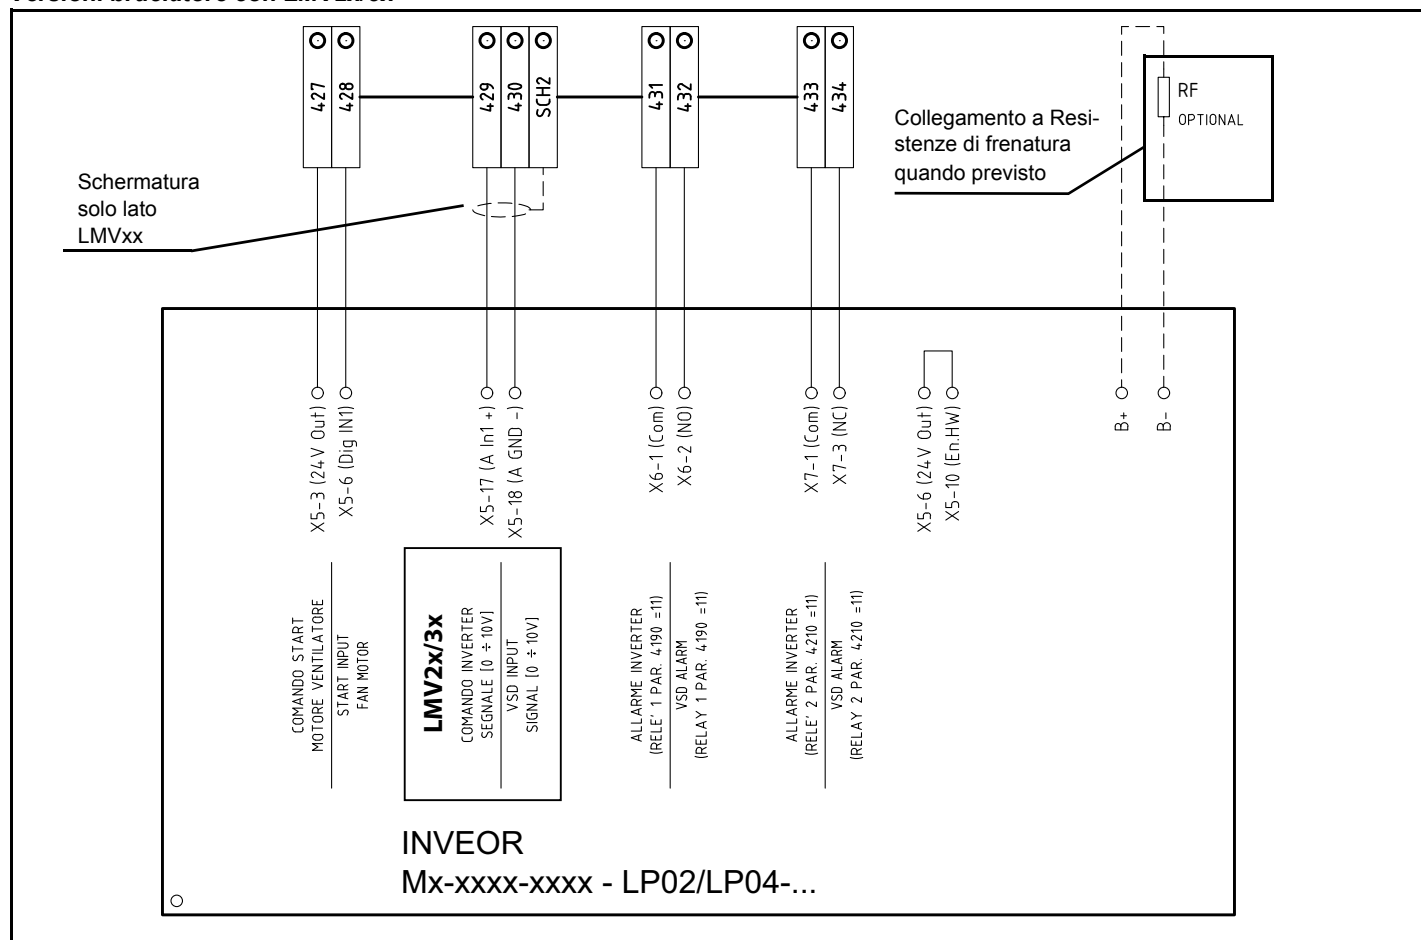 427
428
429
430
SCH2
431
432
433
434
RF
OPTIONAL
Collegamento a Resi-
stenze di frenatura
quando previsto
Schermatura
solo lato
LMVxx
X5-3 (24V Out)
X5-6 (Dig IN1)
X5-17 (A In1 +)
X5-18 (A GND -)
X6-1 (Com)
X6-2 (NO)
X7-1 (Com)
X7-3 (NC)
X5-6 (24V Out)
X5-10 (En.HW)
B+
B-
COMANDO START
MOTORE VENTILATORE
START INPUT
FAN MOTOR
LMV2x/3x
COMANDO INVERTER
SEGNALE [0 ÷ 10V]
VSD INPUT
SIGNAL [0 ÷ 10V]
ALLARME INVERTER
(RELE' 1 PAR. 4190 =11)
VSD ALARM
(RELAY 1 PAR. 4190 =11)
ALLARME INVERTER
(RELE' 2 PAR. 4210 =11)
VSD ALARM
(RELAY 2 PAR. 4210 =11)
INVEOR
Mx-xxxx-xxxx - LP02/LP04-...